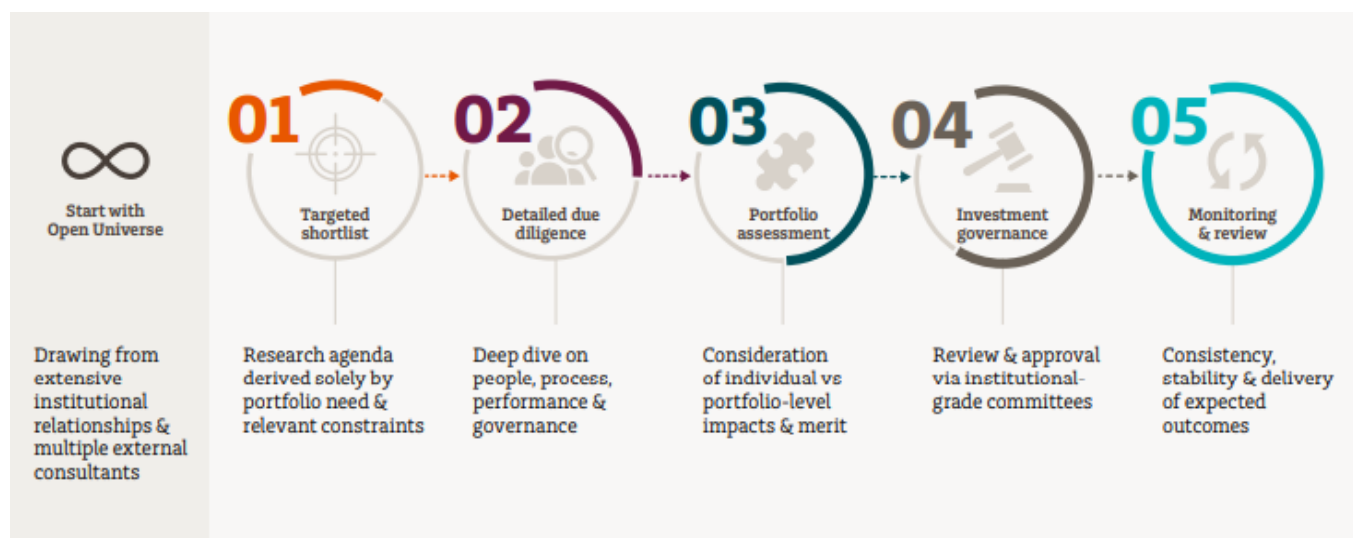 Start with
Open Universe
Drawing from
extensive
institutional
relationships &
multiple external
consultants
01
Targeted
shortlist
Research agenda
derived solely by
portfolio need &
relevant constraints
02
Detailed due
diligence
Deep dive on
people, process,
performance &
governance
03
Portfolio
assessment
Consideration
of individual vs
portfolio-level
impacts & merit
04
Investment
governance
Review & approval
via institutional-
grade committees
05
Monitoring
& review
Consistency,
stability & delivery
of expected
outcomes